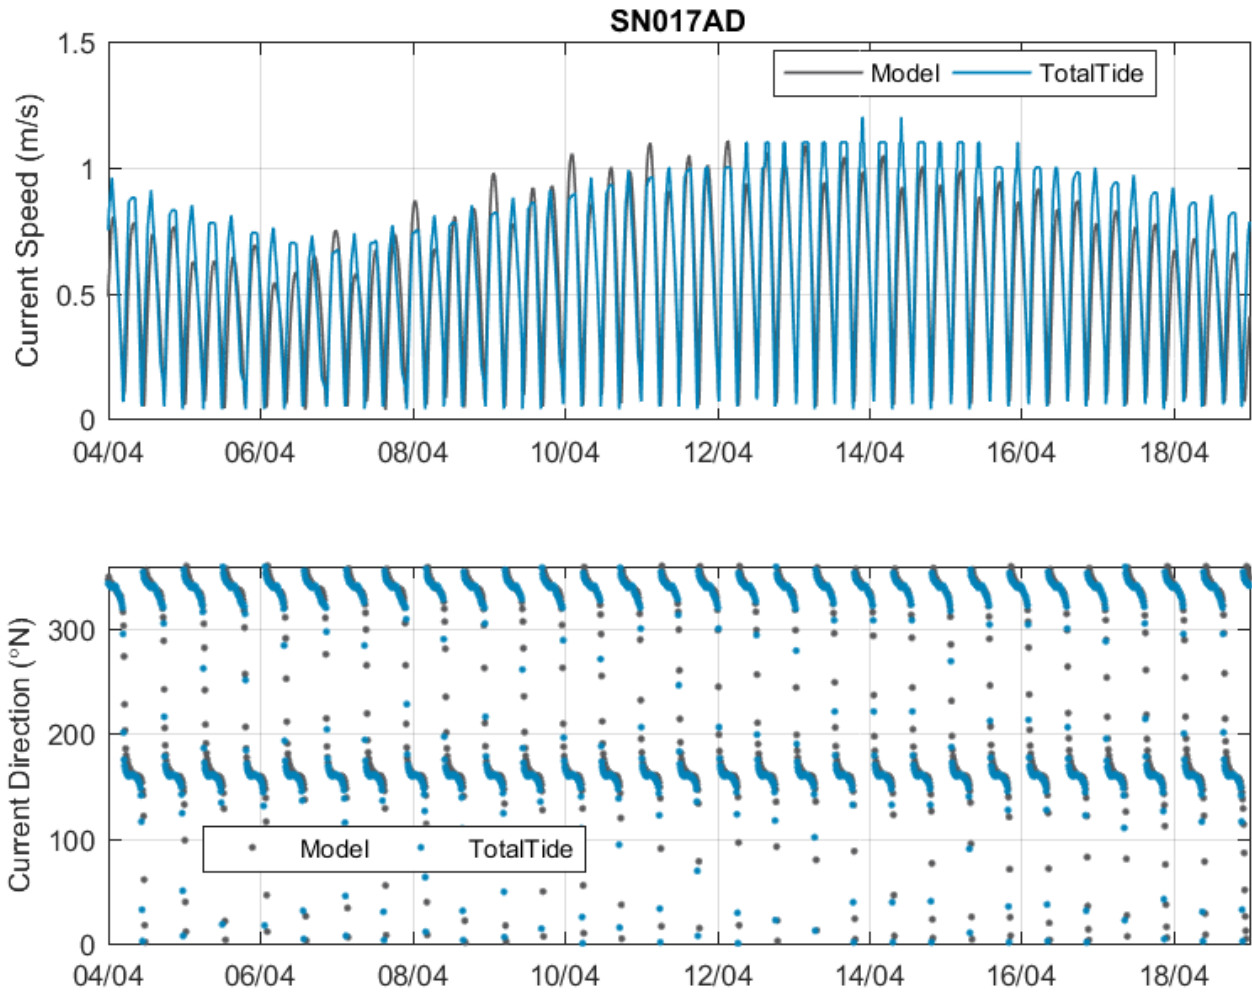 SN017AD
1.5
1
0.5
0
Current Speed (m/s)
Model TotalTide
04/04 06/04 08/04 10/04 12/04 14/04 16/04 18/04
300
200
100
0
Current Direction (°N)
Model TotalTide
04/04 06/04 08/04 10/04 12/04 14/04 16/04 18/04